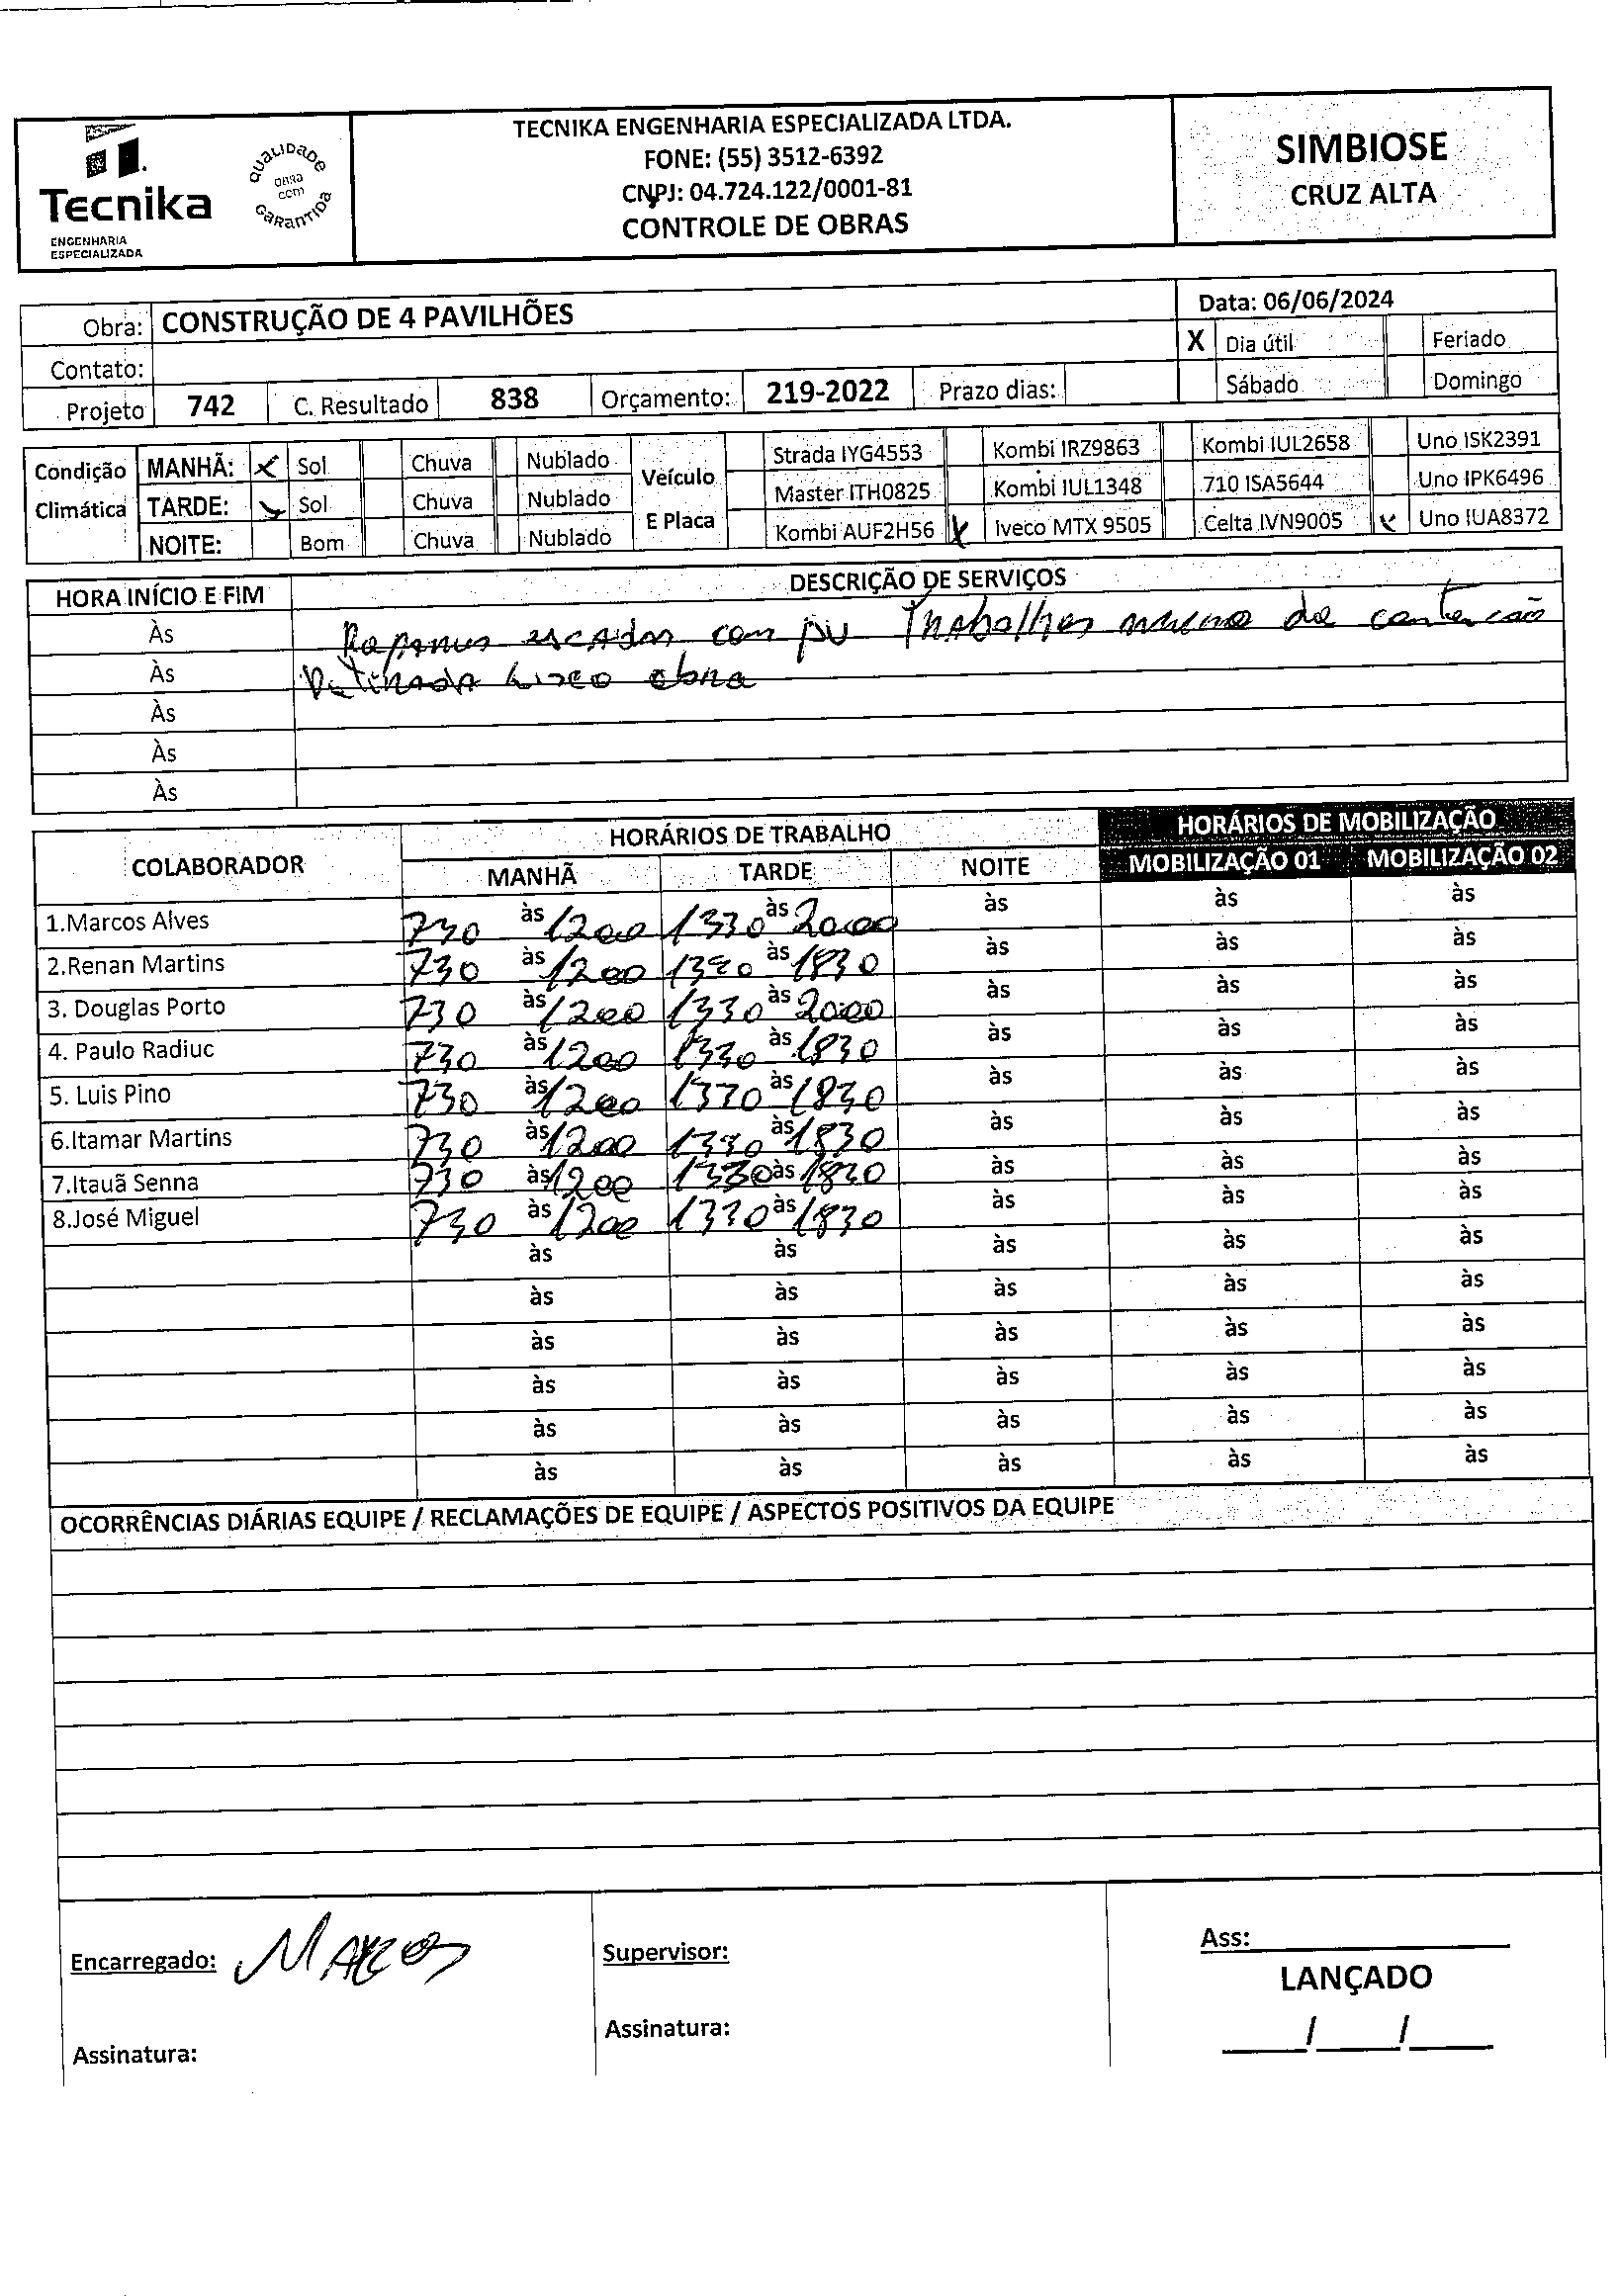 Tecnika
ENGENHARIA
ESPECIALIZADA
QUALIDADE
OBRA
COM
GARANTIDA
TECNIKA ENGENHARIA ESPECIALIZADA LTDA.
FONE: (55) 3512-6392
CNPJ: 04.724.122/0001-81
CONTROLE DE OBRAS
SIMBIOSE
CRUZ ALTA
Obra: CONSTRUÇÃO DE 4 PAVILHÕES
Data: 06/06/2024
X Dia útil Feriado
Contato:
Sábado Domingo
Projeto 742 C. Resultado 838 Orçamento: 219-2022 Prazo dias:
Condição Climática
MANHÃ: X Sol Chuva Nublado
TARDE: X Sol Chuva Nublado
NOITE: Bom Chuva Nublado
Veículo E Placa
Strada IYG4553 Kombi IRZ9863 Kombi IUL2658 Uno ISK2391
Master ITH0825 Kombi IUL1348 710 ISA5644 Uno IPK6496
Kombi AUF2H56 X Iveco MTX 9505 Celta IVN9005 X Uno IUA8372
HORA INÍCIO E FIM DESCRIÇÃO DE SERVIÇOS
Às escadas com pu Trabalhos de contenção
Às Retirada obra
Às
Às
Às
COLABORADOR HORÁRIOS DE TRABALHO HORÁRIOS DE MOBILIZAÇÃO
MANHÃ TARDE NOITE MOBILIZAÇÃO 01 MOBILIZAÇÃO 02
1.Marcos Alves 730 às 1200 1330 às 20:00 às às às
2.Renan Martins 730 às 1200 1330 às 1830 às às às
3. Douglas Porto 730 às 1200 1330 às 20:00 às às às
4. Paulo Radiuc 730 às 1200 1330 às 1830 às às às
5. Luis Pino 730 às 1200 1330 às 1830 às às às
6.Itamar Martins 730 às 1200 1330 às 1830 às às às
7.Itauã Senna 730 às 1200 1330 às 1830 às às às
8.José Miguel 730 às 1200 1330 às 1830 às às às
às às às às às
às às às às às
às às às às às
às às às às às
às às às às às
às às às às às
OCORRÊNCIAS DIÁRIAS EQUIPE / RECLAMAÇÕES DE EQUIPE / ASPECTOS POSITIVOS DA EQUIPE
Encarregado: MARCOS
Supervisor:
Ass:
LANÇADO
Assinatura:
Assinatura:
___/___/___